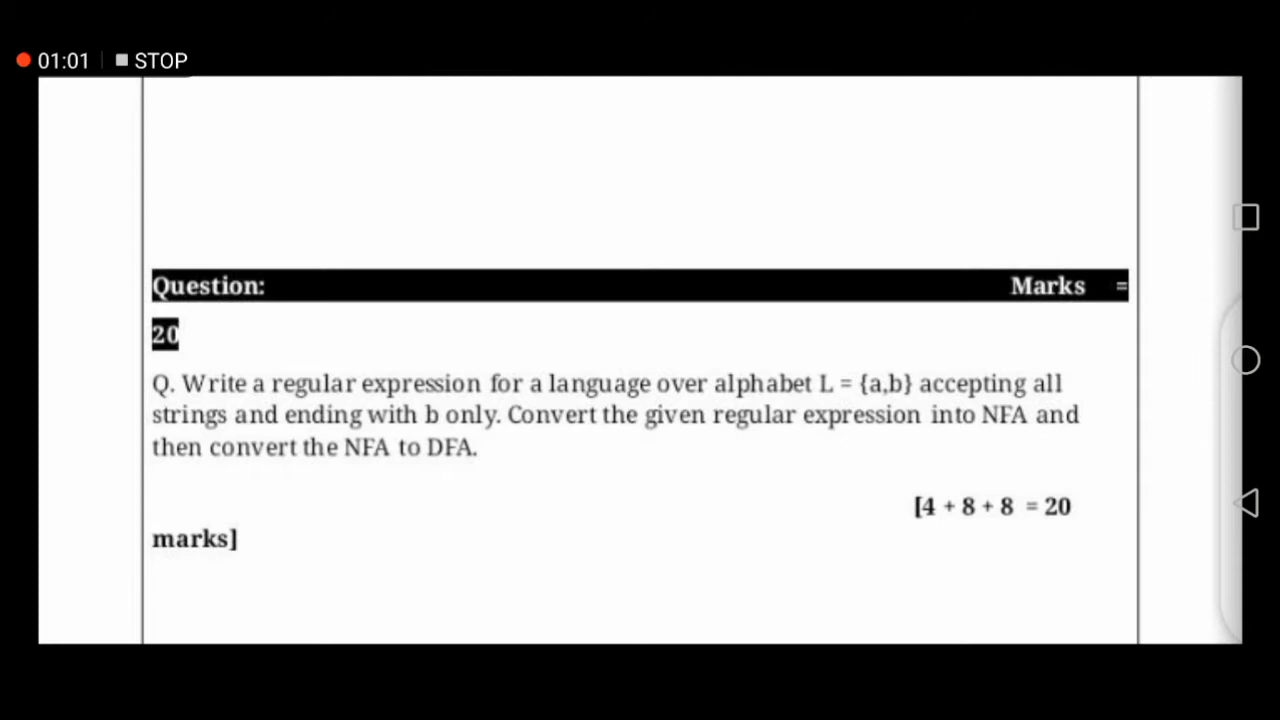 01:01 STOP
Question: Marks =
20
Q. Write a regular expression for a language over alphabet L = {a,b} accepting all
strings and ending with b only. Convert the given regular expression into NFA and
then convert the NFA to DFA.
[4 + 8 + 8 = 20
marks]